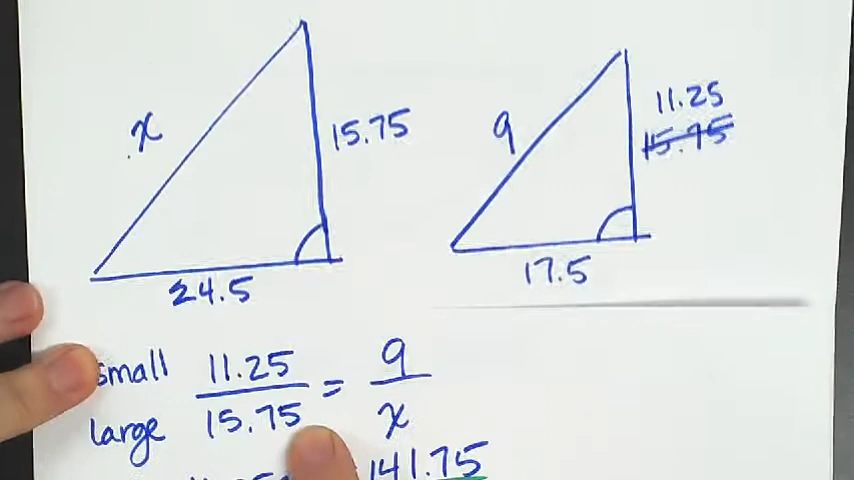 x
15.75
24.5
9
11.25
15.75
17.5
small 11.25 = 9
large 15.75 x
141.75